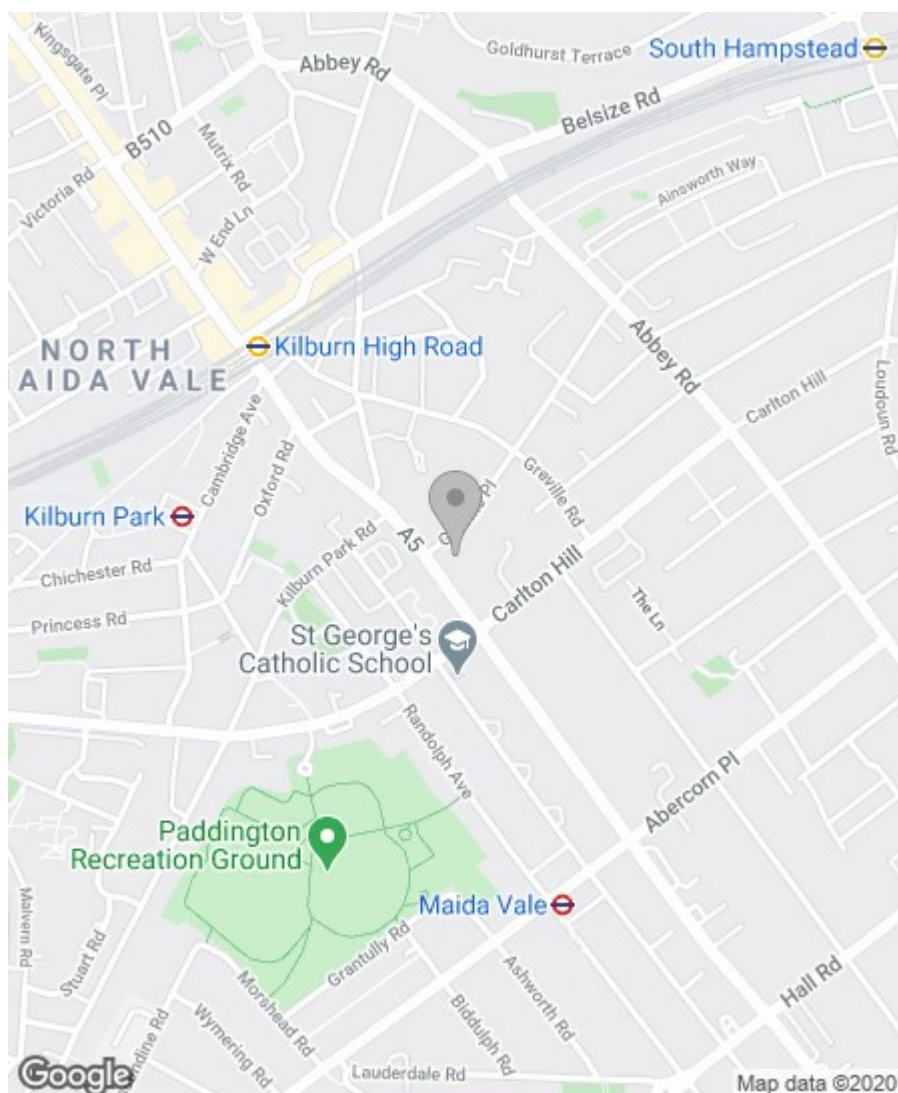 Kingsgate Pl
Abbey Rd
Goldhurst Terrace
South Hampstead
B510
Mutrix Rd
Belsize Rd
Victoria Rd
W End Ln
Ainsworth Way
NORTH
AIDA VALE
Kilburn High Road
Abbey Rd
Carlton Hill
Loudoun Rd
Cambridge Ave
Oxford Rd
Greville Rd
Kilburn Park
Kilburn Park Rd
A5
Pl
Chichester Rd
Princess Rd
Carlton Hill
The Ln
St George's
Catholic School
Randolph Ave
Abercorn Pl
Paddington
Recreation Ground
Maida Vale
Malvern Rd
Stuart Rd
Grantully Rd
Morshead Rd
Ashworth Rd
Hall Rd
Wymering Rd
Biddulph Rd
ndine Rd
Lauderdale Rd
Google
Map data ©2020